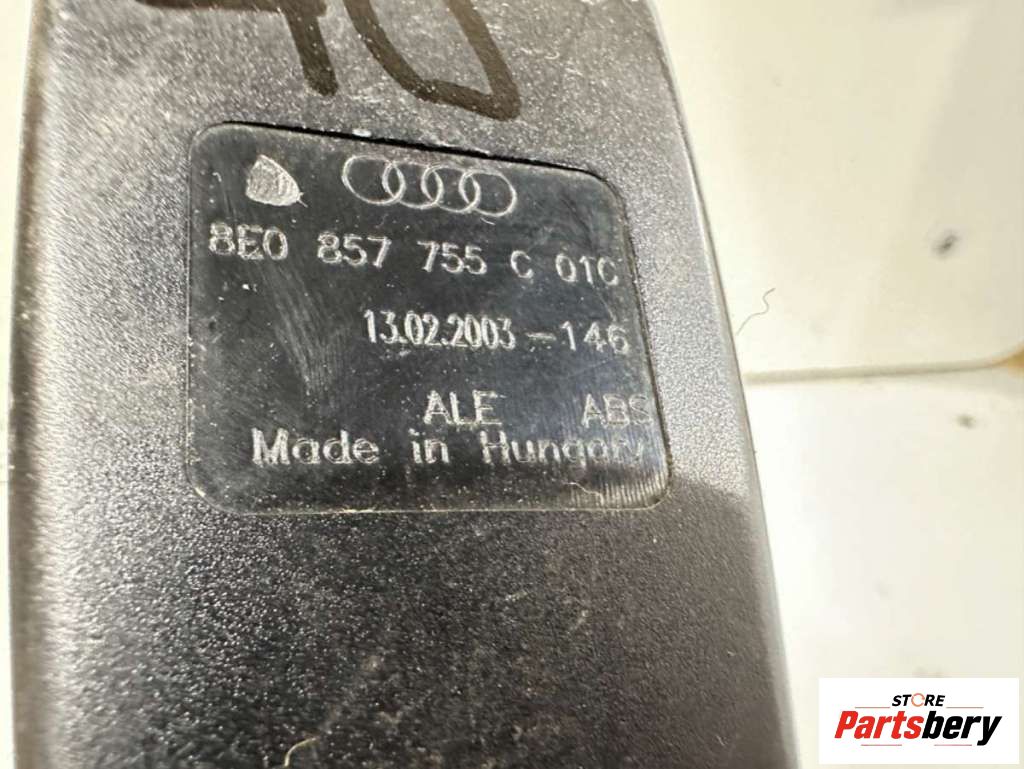 8E0 857 755 C 01C
13.02.2003-146
ALE ABS
Made in Hungary
STORE
Partsbery